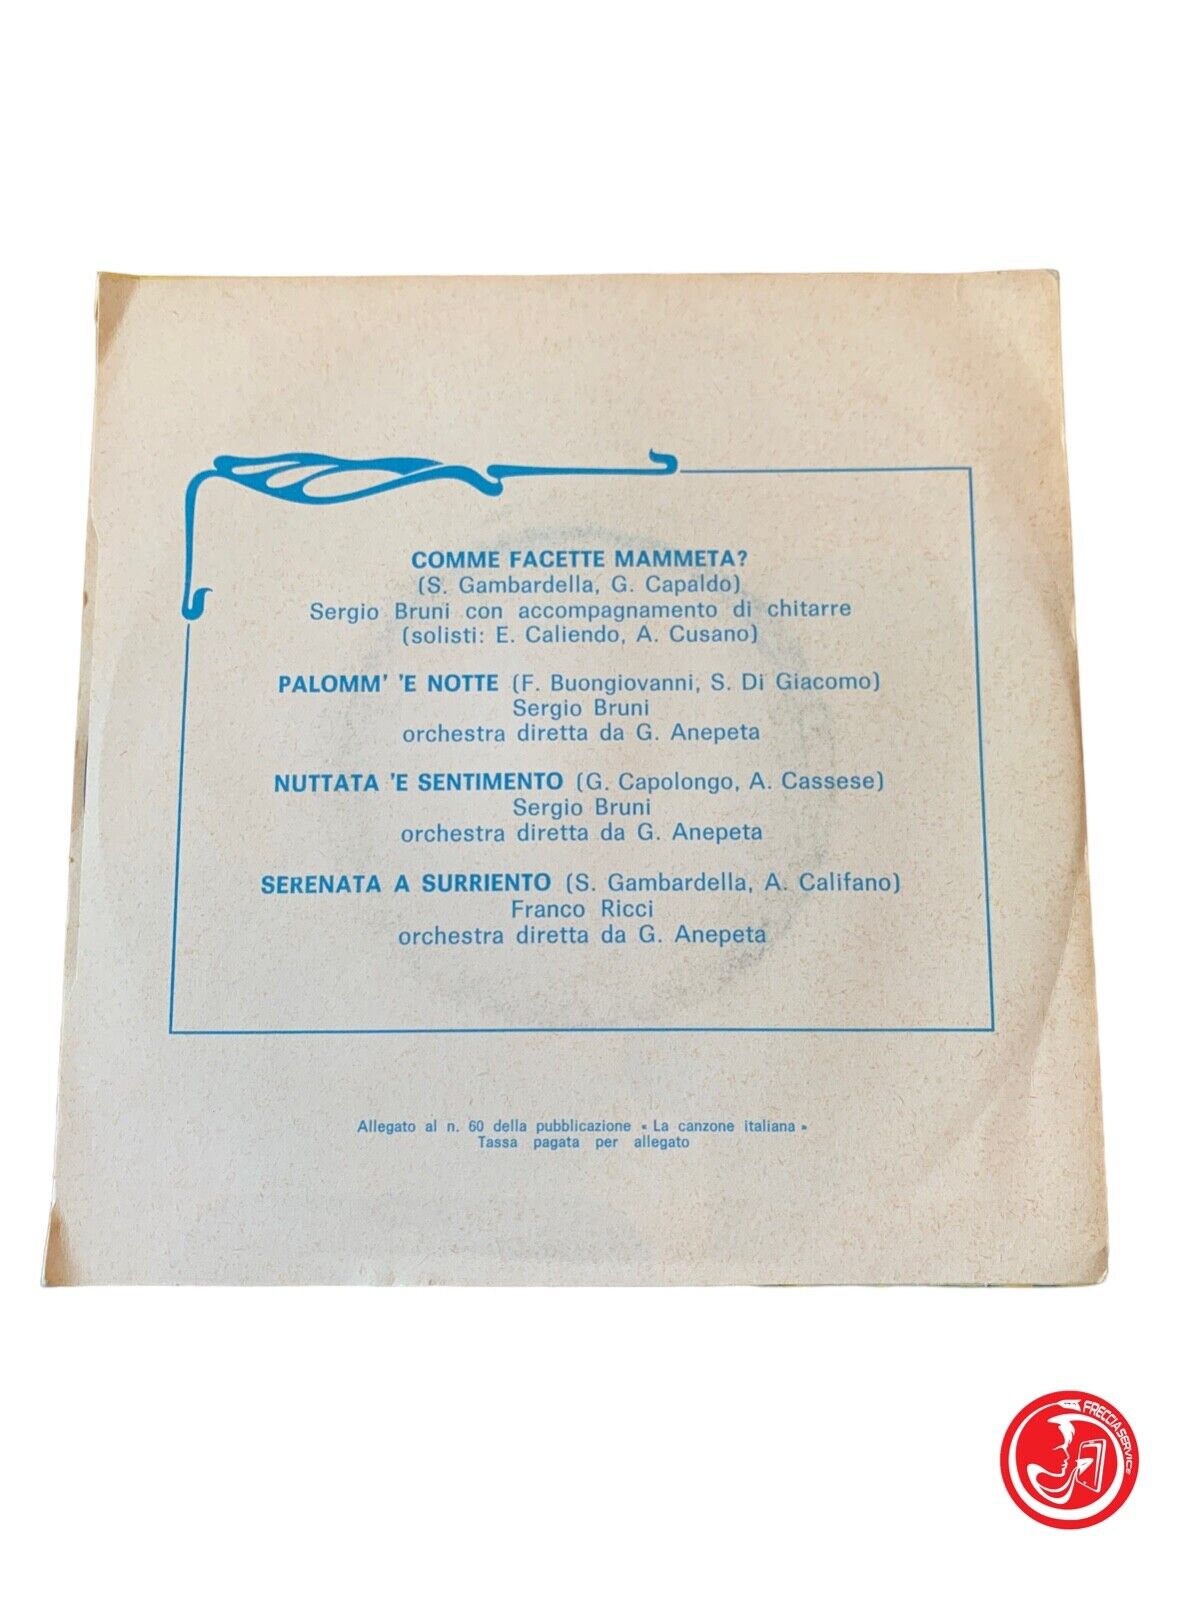 COMME FACETTE MAMMETA?
(S. Gambardella, G. Capaldo)
Sergio Bruni con accompagnamento di chitarre
(solisti: E. Caliendo, A. Cusano)
PALOMM' 'E NOTTE (F. Buongiovanni, S. Di Giacomo)
Sergio Bruni
orchestra diretta da G. Anepeta
NUTTATA 'E SENTIMENTO (G. Capolongo, A. Cassese)
Sergio Bruni
orchestra diretta da G. Anepeta
SERENATA A SURRIENTO (S. Gambardella, A. Califano)
Franco Ricci
orchestra diretta da G. Anepeta
Allegato al n. 60 della pubblicazione « La canzone italiana »
Tassa pagata per allegato
FRECCIA SERVICE